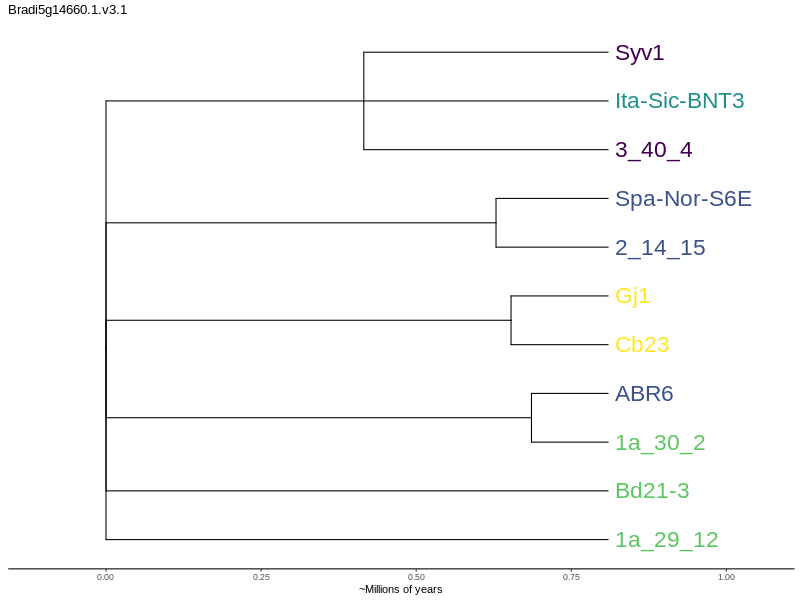 Bradi5g14660.1.v3.1
Syv1
Ita-Sic-BNT3
3_40_4
Spa-Nor-S6E
2_14_15
Gj1
Cb23
ABR6
1a_30_2
Bd21-3
1a_29_12
0.00 0.25 0.50 0.75 1.00
~Millions of years